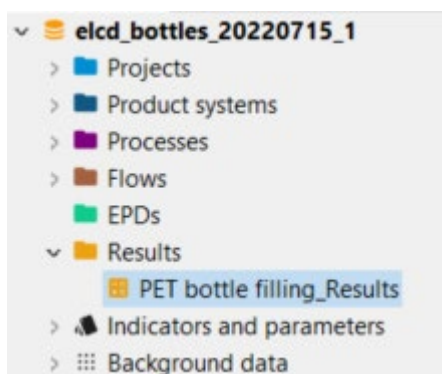 elcd_bottles_20220715_1
Projects
Product systems
Processes
Flows
EPDs
Results
PET bottle filling_Results
Indicators and parameters
Background data